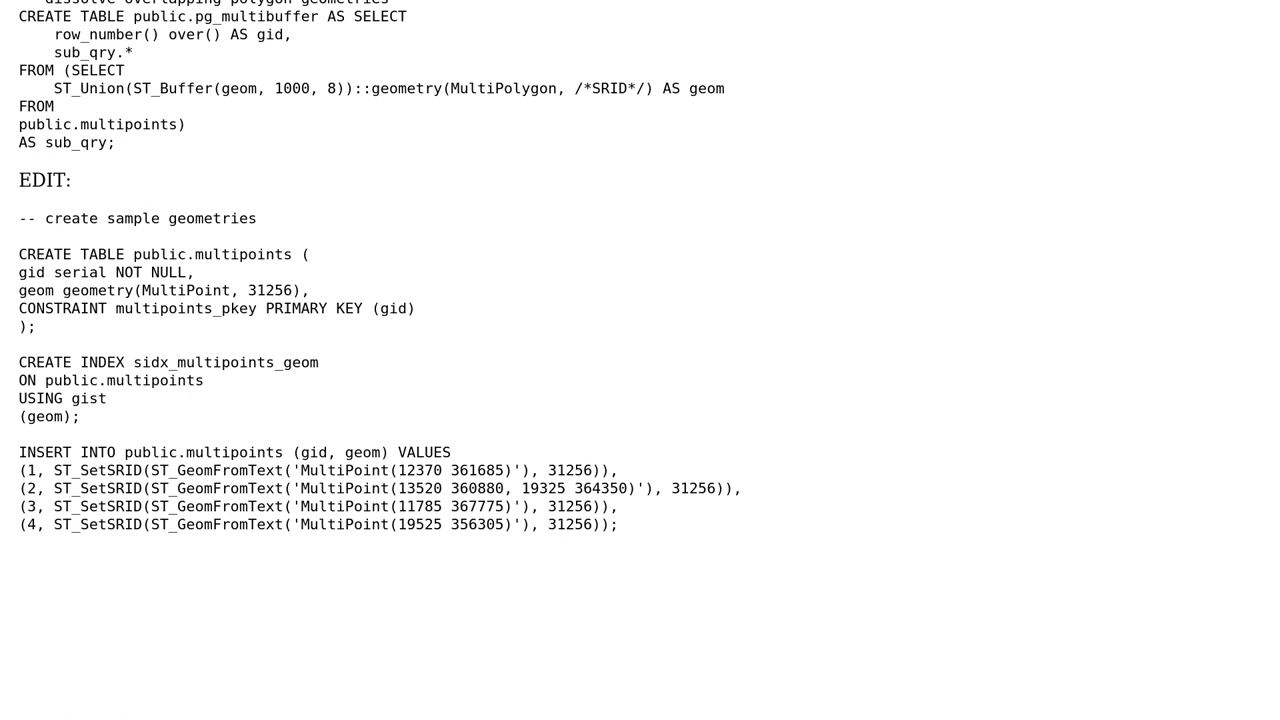 dissolve overlapping polygon geometries
CREATE TABLE public.pg_multibuffer AS SELECT
    row_number() over() AS gid,
    sub_qry.*
FROM (SELECT
    ST_Union(ST_Buffer(geom, 1000, 8))::geometry(MultiPolygon, /*SRID*/) AS geom
FROM
public.multipoints)
AS sub_qry;
EDIT:
-- create sample geometries
CREATE TABLE public.multipoints (
gid serial NOT NULL,
geom geometry(MultiPoint, 31256),
CONSTRAINT multipoints_pkey PRIMARY KEY (gid)
);
CREATE INDEX sidx_multipoints_geom
ON public.multipoints
USING gist
(geom);
INSERT INTO public.multipoints (gid, geom) VALUES
(1, ST_SetSRID(ST_GeomFromText('MultiPoint(12370 361685)'), 31256)),
(2, ST_SetSRID(ST_GeomFromText('MultiPoint(13520 360880, 19325 364350)'), 31256)),
(3, ST_SetSRID(ST_GeomFromText('MultiPoint(11785 367775)'), 31256)),
(4, ST_SetSRID(ST_GeomFromText('MultiPoint(19525 356305)'), 31256));